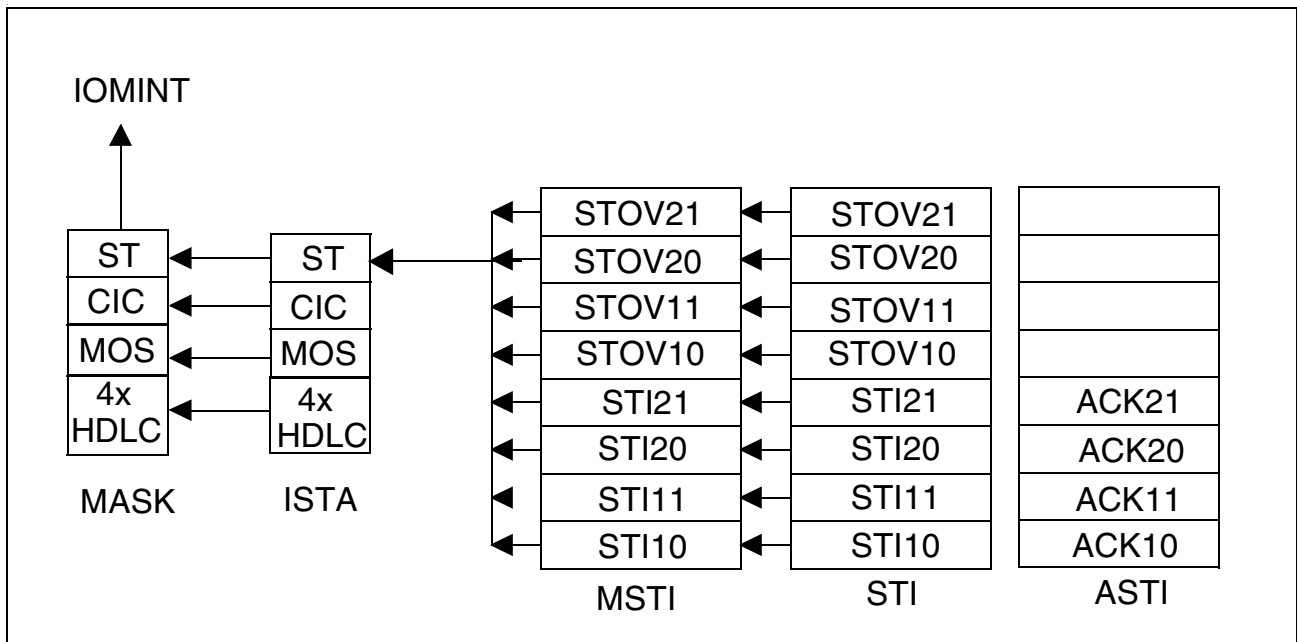 IOMINT
ST
CIC
MOS
4x
HDLC
MASK
ST
CIC
MOS
4x
HDLC
ISTA
STOV21
STOV20
STOV11
STOV10
STI21
STI20
STI11
STI10
MSTI
STOV21
STOV20
STOV11
STOV10
STI21
STI20
STI11
STI10
STI
ACK21
ACK20
ACK11
ACK10
ASTI